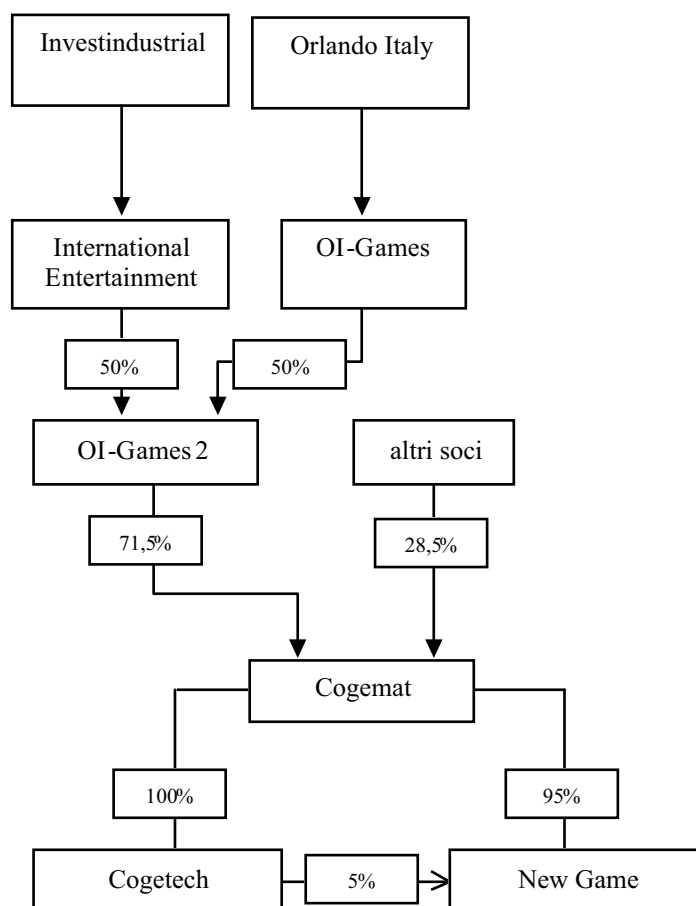 Investindustrial
Orlando Italy
International
Entertainment
OI-Games
50%
50%
OI-Games 2
altri soci
71,5%
28,5%
Cogemat
100%
95%
Cogetech
5%
New Game